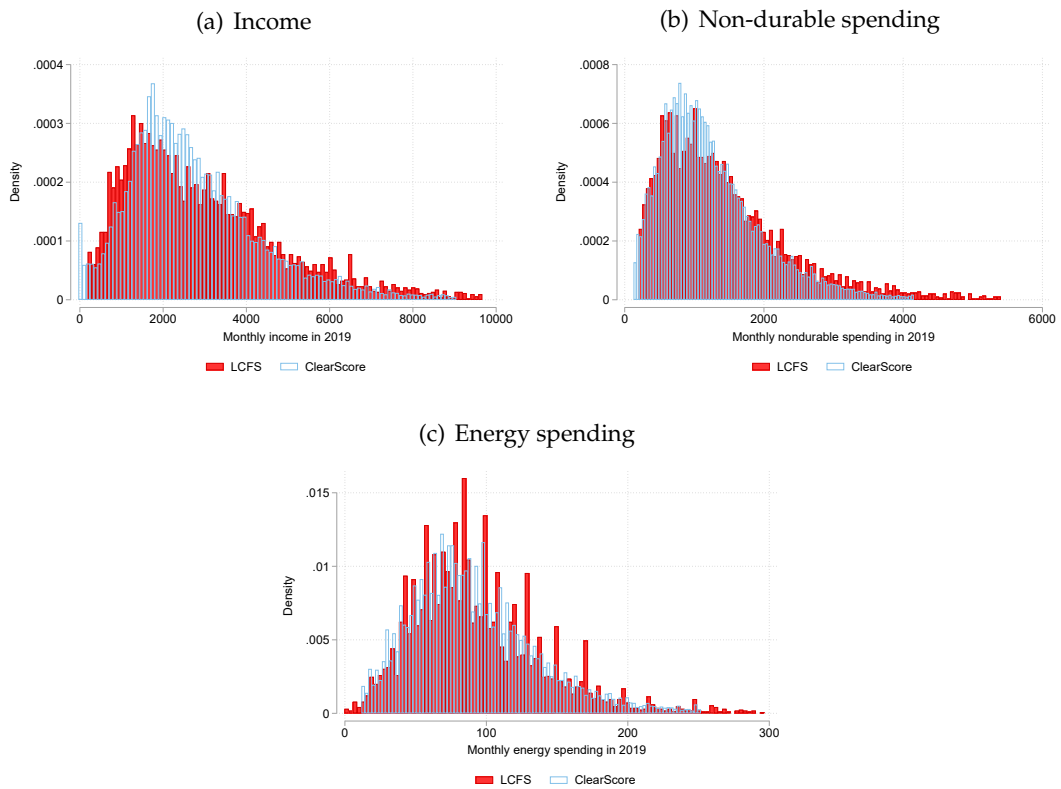 (a) Income
.0004
.0003
.0002
.0001
0
Density
0 2000 4000 6000 8000 10000
Monthly income in 2019
LCFS ClearScore
(b) Non-durable spending
.0008
.0006
.0004
.0002
0
Density
0 2000 4000 6000
Monthly nondurable spending in 2019
LCFS ClearScore
(c) Energy spending
.015
.01
.005
0
Density
0 100 200 300
Monthly energy spending in 2019
LCFS ClearScore